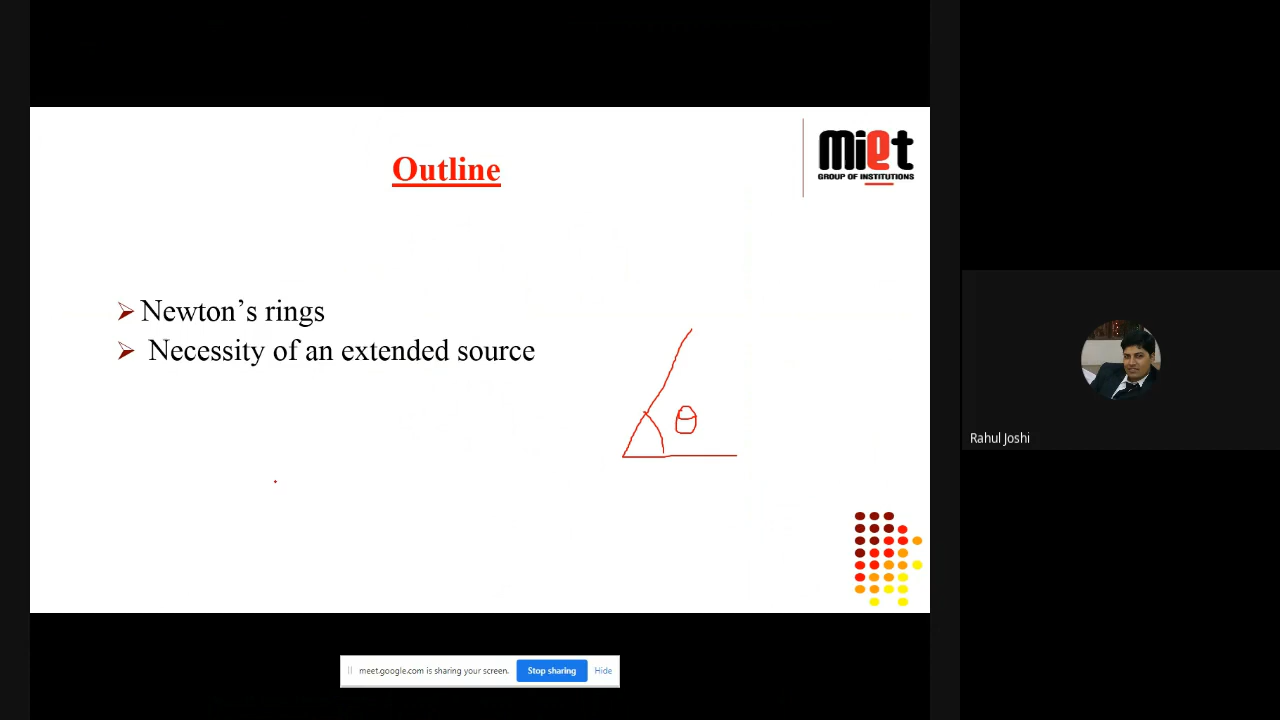 Outline
miet
GROUP OF INSTITUTIONS
Newton’s rings
Necessity of an extended source
θ
Rahul Joshi
meet.google.com is sharing your screen.
Stop sharing
Hide